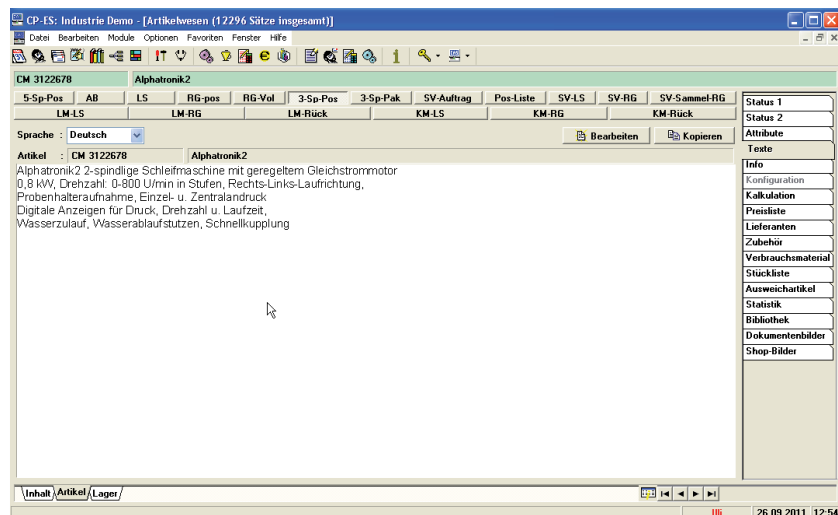 CP-ES: Industrie Demo - [Artikelwesen (12296 Sätze insgesamt)]
Datei Bearbeiten Module Optionen Favoriten Fenster Hilfe
CM 3122678 Alphatronik2
5-Sp-Pos AB LS RG-pos RG-Vol 3-Sp-Pos 3-Sp-Pak SV-Auftrag Pos-Liste SV-LS SV-RG SV-Sammel-RG
LM-LS LM-RG LM-Rück KM-LS KM-RG KM-Rück
Sprache : Deutsch Bearbeiten Kopieren
Artikel : CM 3122678 Alphatronik2
Alphatronik2 2-spindlige Schleifmaschine mit geregeltem Gleichstrommotor
0,8 kW, Drehzahl: 0-800 U/min in Stufen, Rechts-Links-Laufrichtung,
Probenhalteraufnahme, Einzel- u. Zentralandruck
Digitale Anzeigen für Druck, Drehzahl u. Laufzeit,
Wasserzulauf, Wasserablaufstutzen, Schnellkupplung
Status 1
Status 2
Attribute
Texte
Info
Konfiguration
Kalkulation
Preisliste
Lieferanten
Zubehör
Verbrauchsmaterial
Stückliste
Ausweichartikel
Statistik
Bibliothek
Dokumentenbilder
Shop-Bilder
Inhalt Artikel Lager
Uli 26.09.2011 12:54